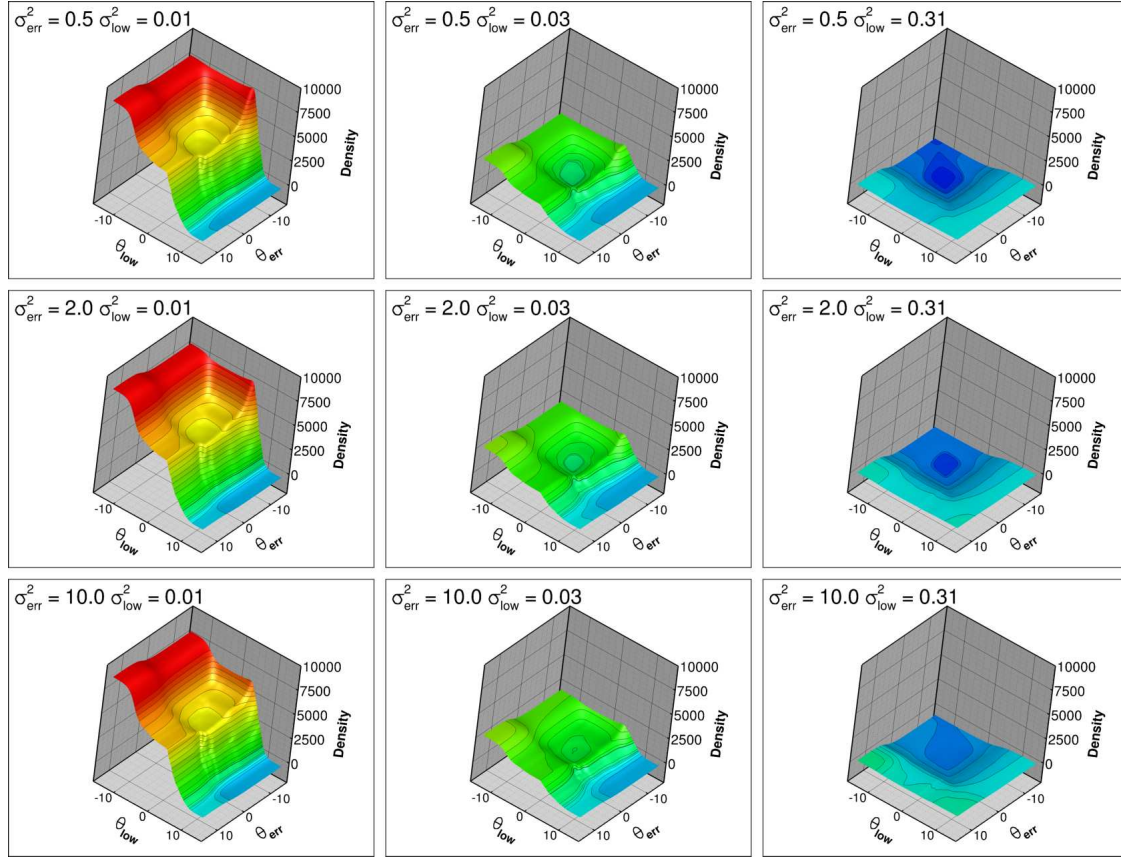 σ²err = 0.5 σ²low = 0.01
10000
7500
5000
2500
0
Density
-10
0
10
θlow
-10
0
10
θerr
σ²err = 0.5 σ²low = 0.03
10000
7500
5000
2500
0
Density
-10
0
10
θlow
-10
0
10
θerr
σ²err = 0.5 σ²low = 0.31
10000
7500
5000
2500
0
Density
-10
0
10
θlow
-10
0
10
θerr
σ²err = 2.0 σ²low = 0.01
10000
7500
5000
2500
0
Density
-10
0
10
θlow
-10
0
10
θerr
σ²err = 2.0 σ²low = 0.03
10000
7500
5000
2500
0
Density
-10
0
10
θlow
-10
0
10
θerr
σ²err = 2.0 σ²low = 0.31
10000
7500
5000
2500
0
Density
-10
0
10
θlow
-10
0
10
θerr
σ²err = 10.0 σ²low = 0.01
10000
7500
5000
2500
0
Density
-10
0
10
θlow
-10
0
10
θerr
σ²err = 10.0 σ²low = 0.03
10000
7500
5000
2500
0
Density
-10
0
10
θlow
-10
0
10
θerr
σ²err = 10.0 σ²low = 0.31
10000
7500
5000
2500
0
Density
-10
0
10
θlow
-10
0
10
θerr